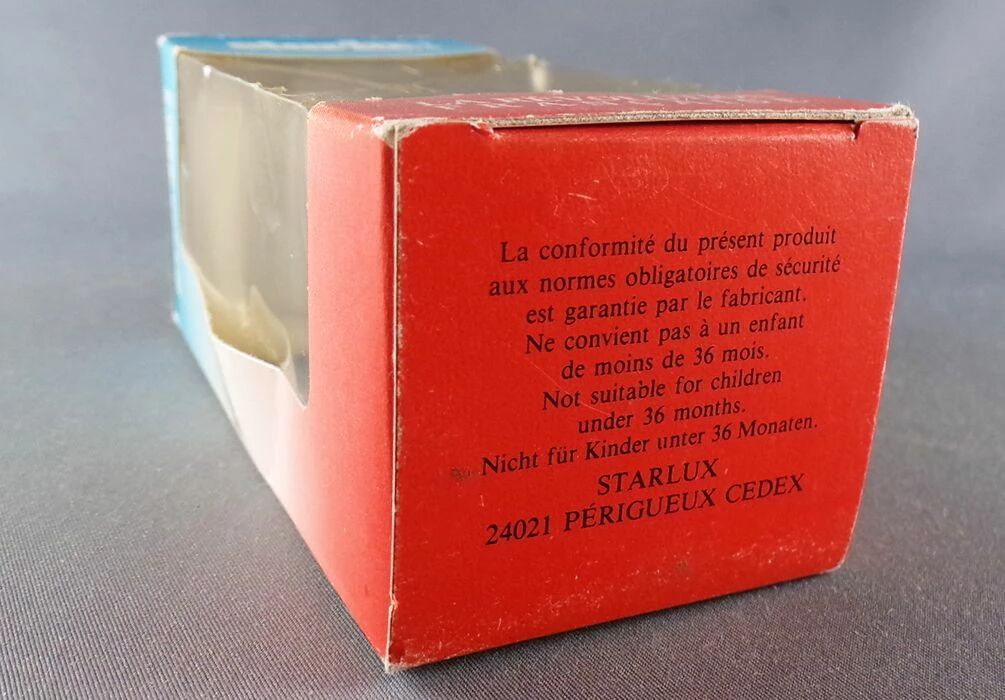 La conformité du présent produit
aux normes obligatoires de sécurité
est garantie par le fabricant.
Ne convient pas à un enfant
de moins de 36 mois.
Not suitable for children
under 36 months.
Nicht für Kinder unter 36 Monaten.
STARLUX
24021 PÉRIGUEUX CEDEX